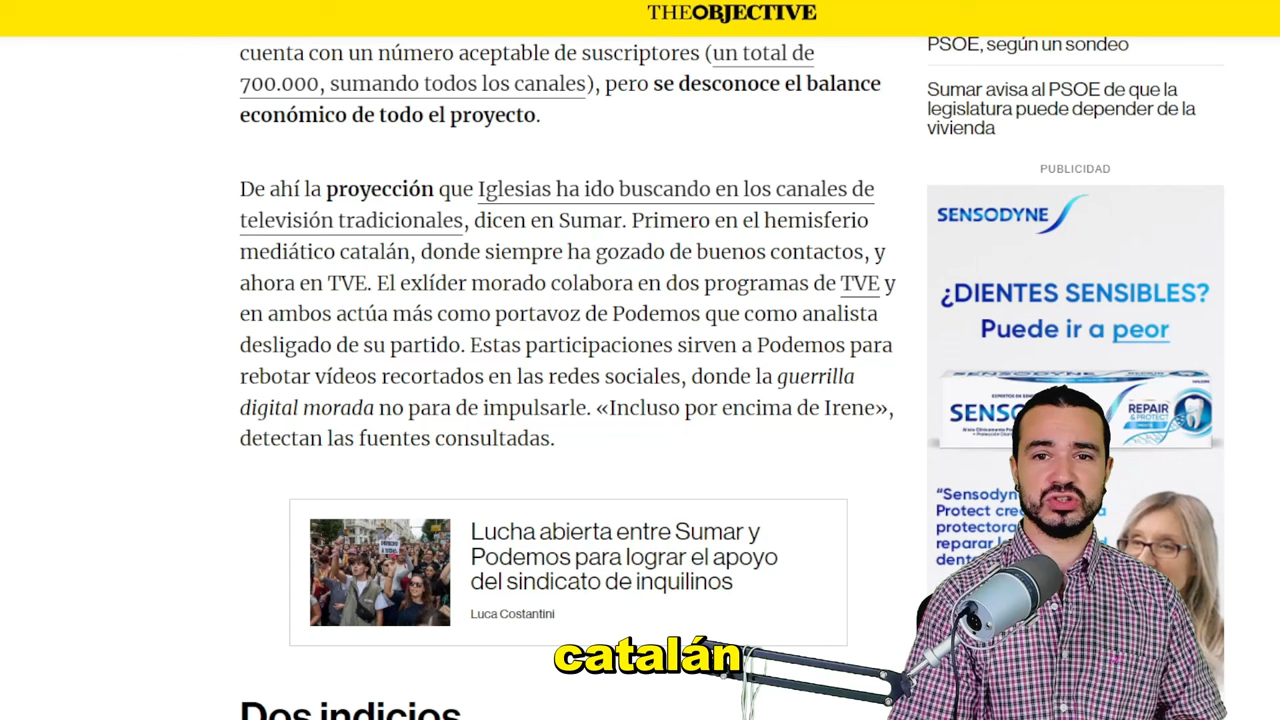 THEOBJECTIVE
cuenta con un número aceptable de suscriptores (un total de
700.000, sumando todos los canales), pero se desconoce el balance
económico de todo el proyecto.
De ahí la proyección que Iglesias ha ido buscando en los canales de
televisión tradicionales, dicen en Sumar. Primero en el hemisferio
mediático catalán, donde siempre ha gozado de buenos contactos, y
ahora en TVE. El exlíder morado colabora en dos programas de TVE y
en ambos actúa más como portavoz de Podemos que como analista
desligado de su partido. Estas participaciones sirven a Podemos para
rebotar vídeos recortados en las redes sociales, donde la guerrilla
digital morada no para de impulsarle. «Incluso por encima de Irene»,
detectan las fuentes consultadas.
Lucha abierta entre Sumar y
Podemos para lograr el apoyo
del sindicato de inquilinos
Luca Costantini
Dos indicios
PSOE, según un sondeo
Sumar avisa al PSOE de que la
legislatura puede depender de la
vivienda
PUBLICIDAD
SENSODYNE
¿DIENTES SENSIBLES?
Puede ir a peor
REPAIR
& PROTECT
"Sensodyn
Protect
protectora
reparar
catalán